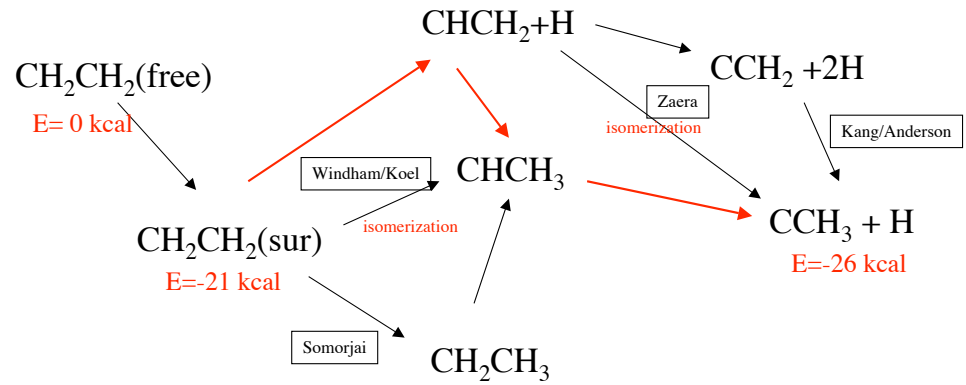 CHCH₂+H
CH₂CH₂(free)
E= 0 kcal
CCH₂ +2H
Zaera
isomerization
Kang/Anderson
Windham/Koel
CHCH₃
isomerization
CH₂CH₂(sur)
E=-21 kcal
CCH₃ + H
E=-26 kcal
Somorjai
CH₂CH₃